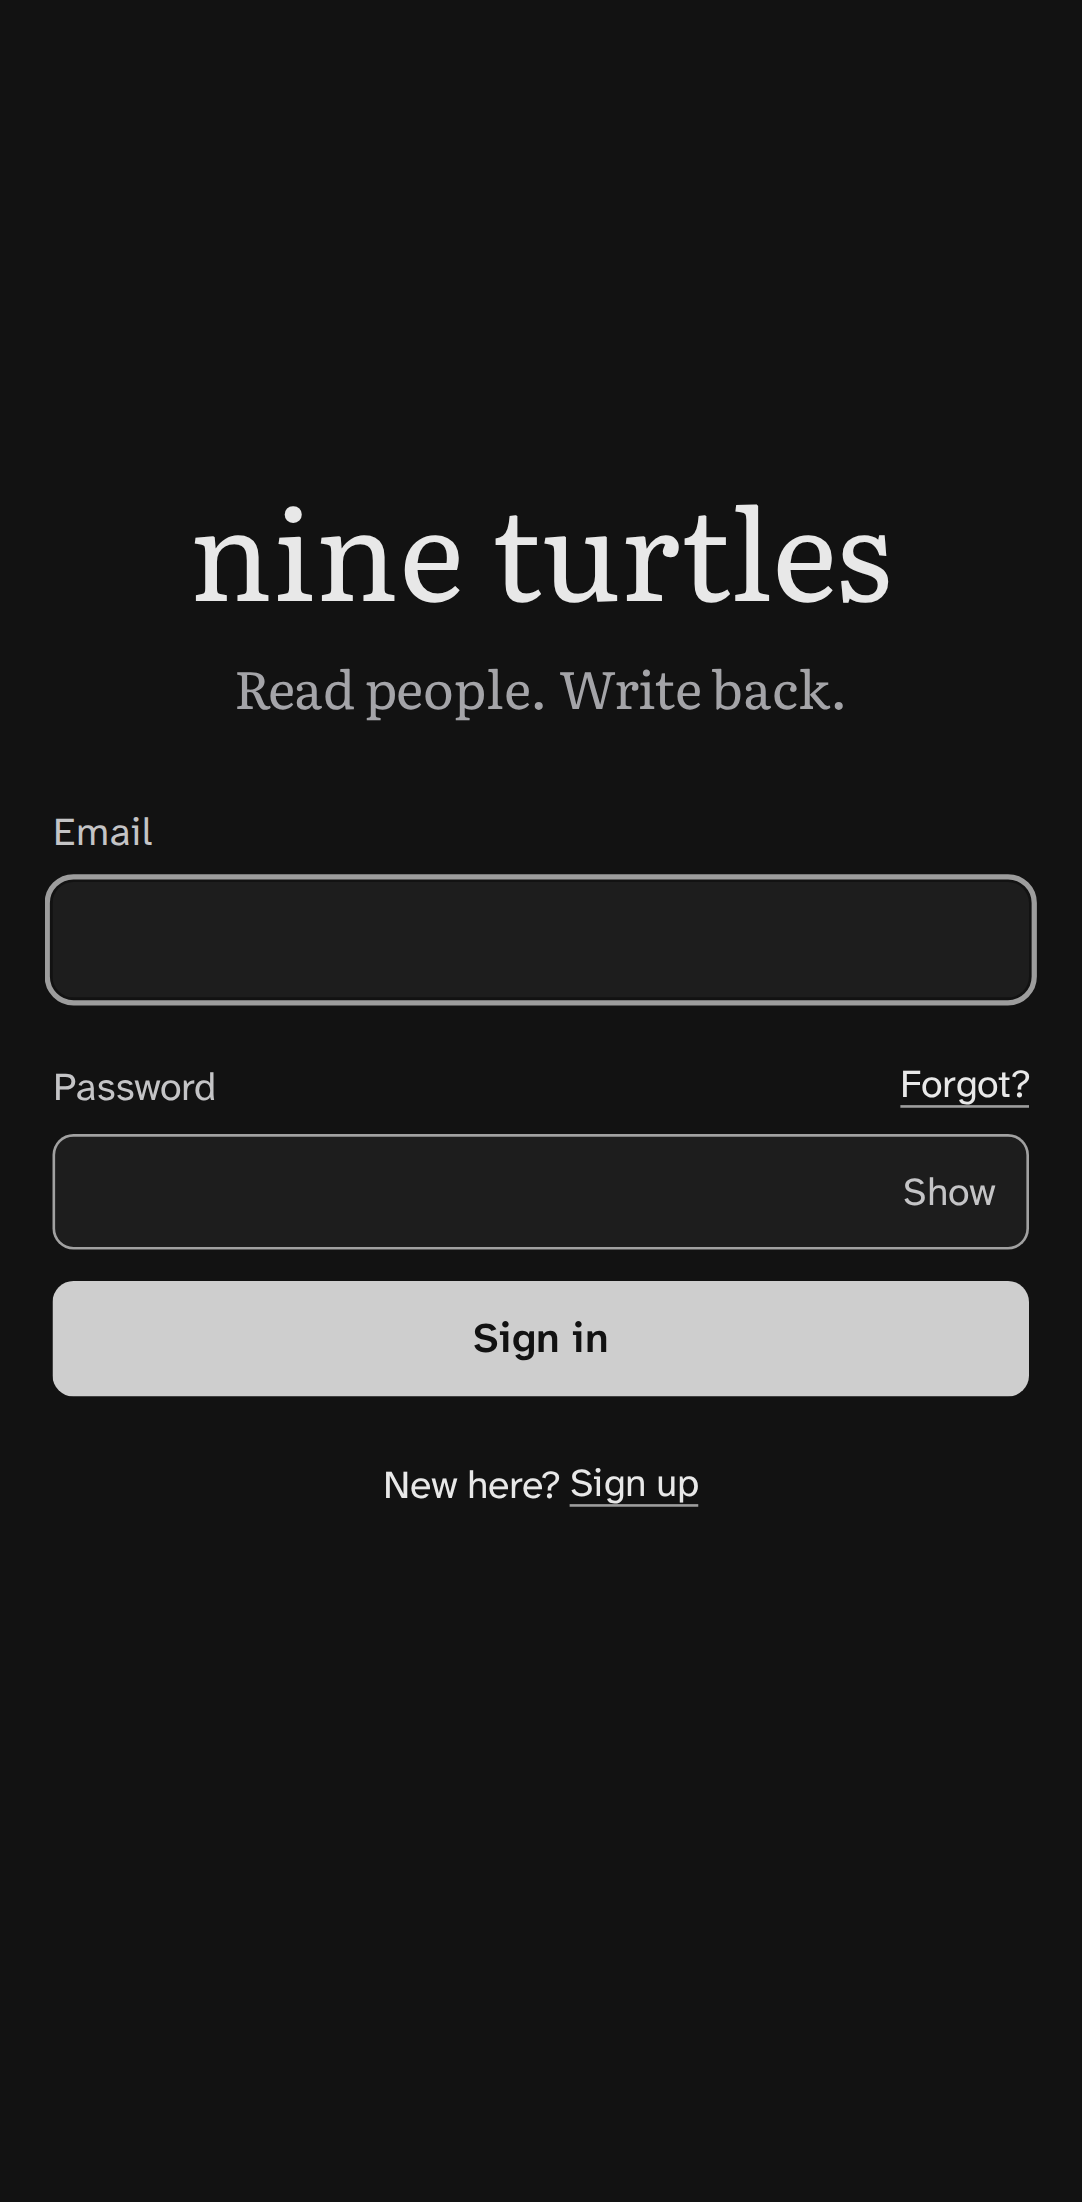 nine turtles
Read people. Write back.
Email
Password Forgot?
Show
Sign in
New here? Sign up